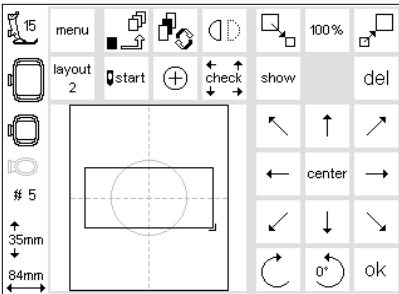 15
menu
100%
layout
2
start
check
show
del
# 5
center
35mm
84mm
0°
ok